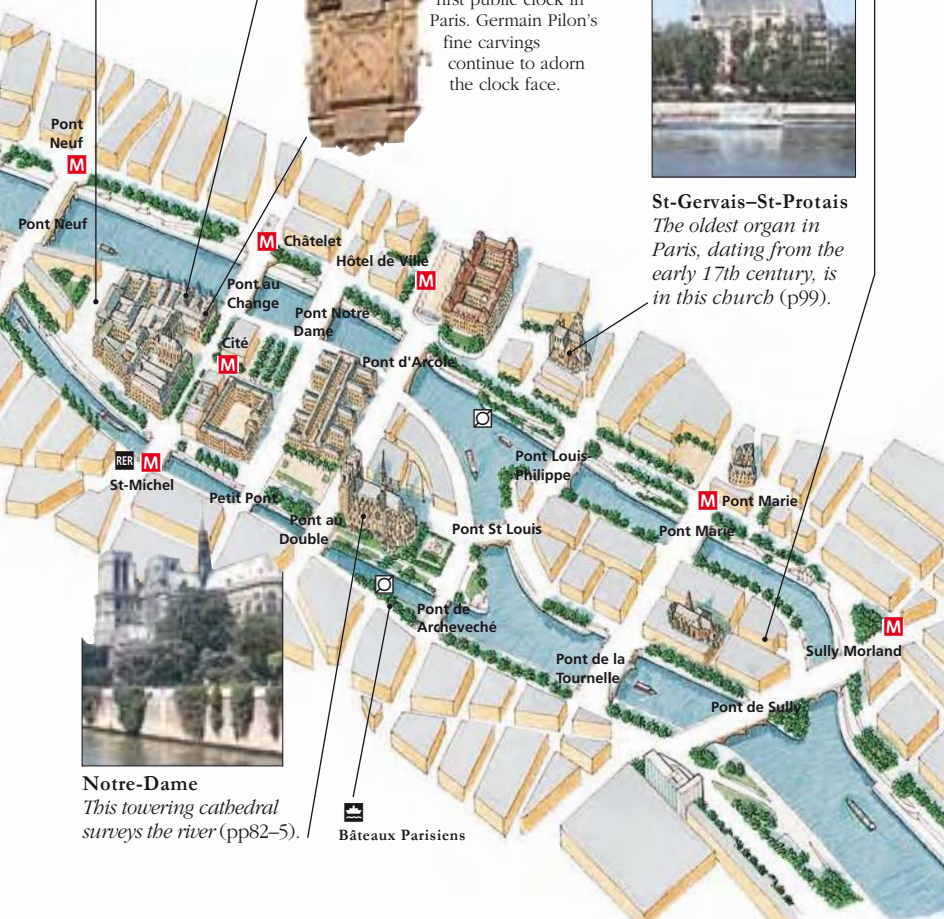 first public clock in
Paris. Germain Pilon's
fine carvings
continue to adorn
the clock face.
St-Gervais–St-Protais
The oldest organ in
Paris, dating from the
early 17th century, is
in this church (p99).
Pont
Neuf
M
Pont Neuf
M Châtelet
Hôtel de Ville
M
Pont au
Change
Pont Notre
Dame
Cité
M
Pont d'Arcole
RER M
St-Michel
Petit Pont
Pont au
Double
Pont Louis-
Philippe
Pont St Louis
M Pont Marie
Pont Marie
Pont de
Archeveché
M
Sully Morland
Pont de la
Tournelle
Pont de Sully
Notre-Dame
This towering cathedral
surveys the river (pp82–5).
Bâteaux Parisiens